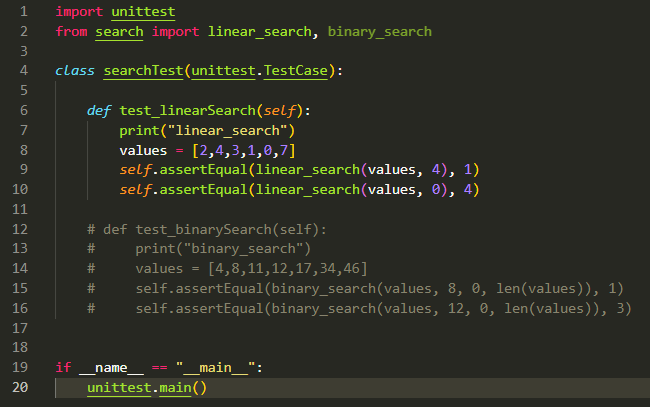 1 import unittest
2 from search import linear_search, binary_search
3
4 class searchTest(unittest.TestCase):
5
6     def test_linearSearch(self):
7         print("linear_search")
8         values = [2,4,3,1,0,7]
9         self.assertEqual(linear_search(values, 4), 1)
10         self.assertEqual(linear_search(values, 0), 4)
11
12     # def test_binarySearch(self):
13     #     print("binary_search")
14     #     values = [4,8,11,12,17,34,46]
15     #     self.assertEqual(binary_search(values, 8, 0, len(values)), 1)
16     #     self.assertEqual(binary_search(values, 12, 0, len(values)), 3)
17
18
19 if __name__ == "__main__":
20     unittest.main()